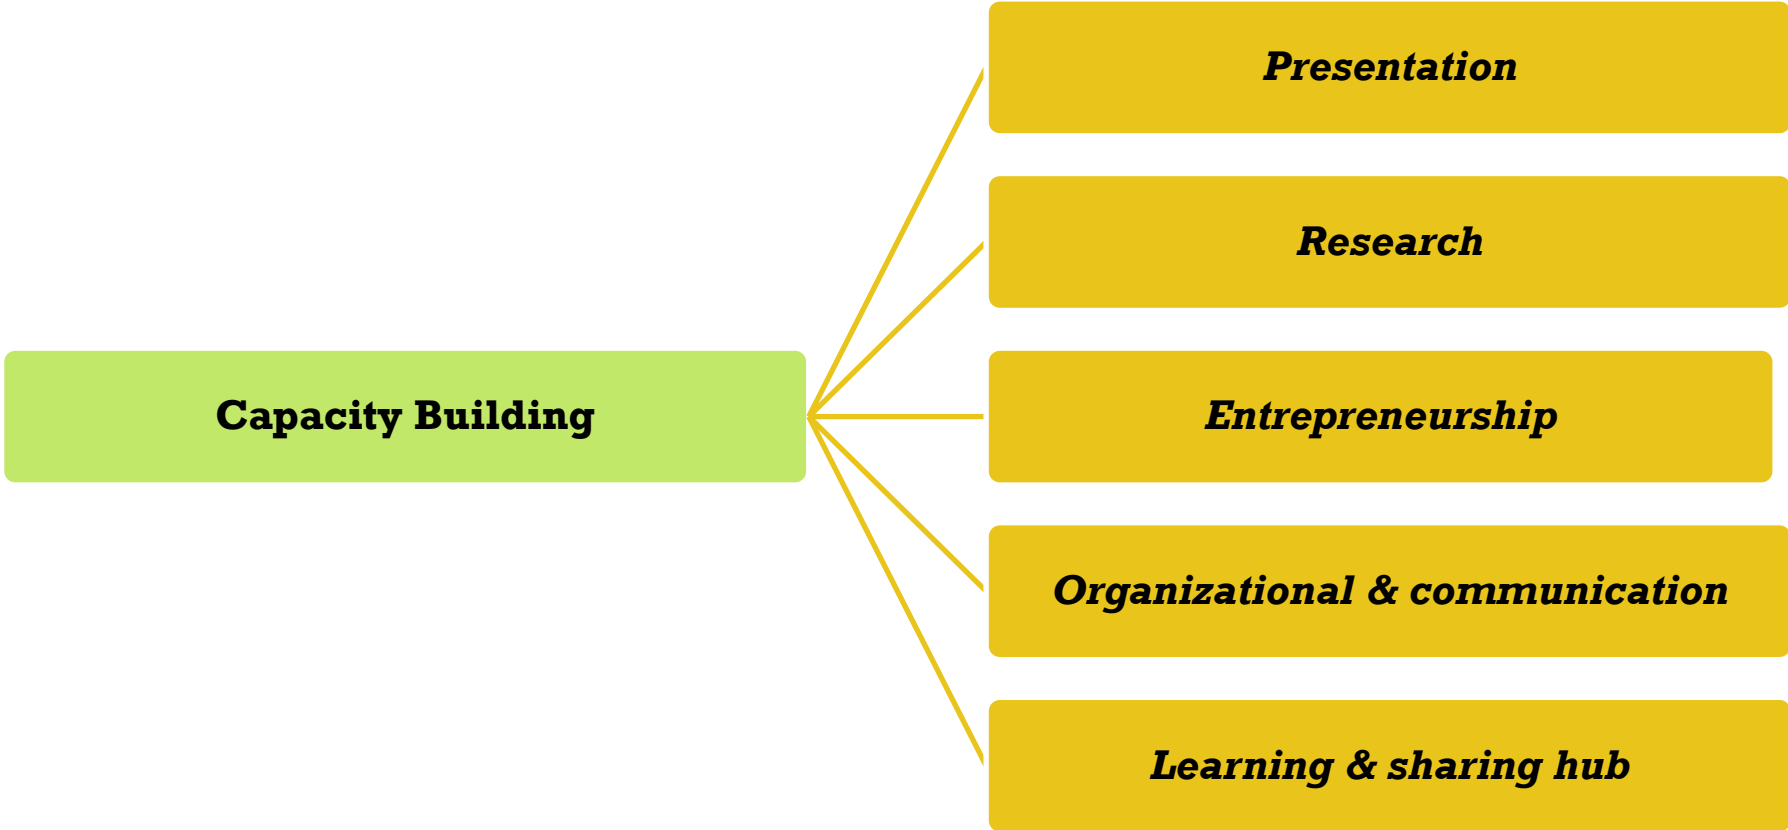 Capacity Building
Presentation
Research
Entrepreneurship
Organizational & communication
Learning & sharing hub